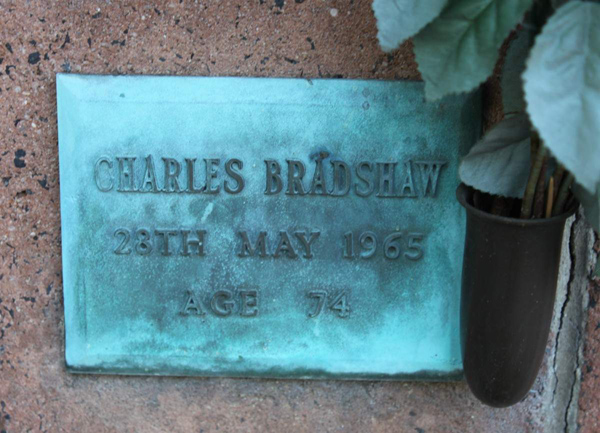 CHARLES BRADSHAW
28TH MAY 1965
AGE 74